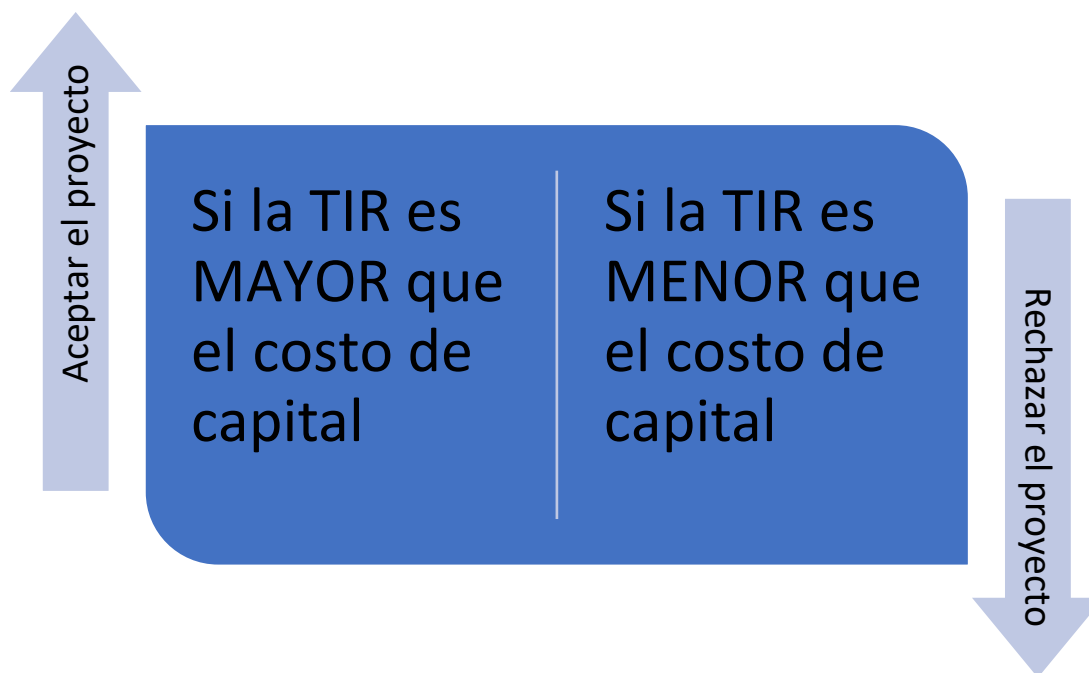 Aceptar el proyecto
Si la TIR es
MAYOR que
el costo de
capital
Si la TIR es
MENOR que
el costo de
capital
Rechazar el proyecto